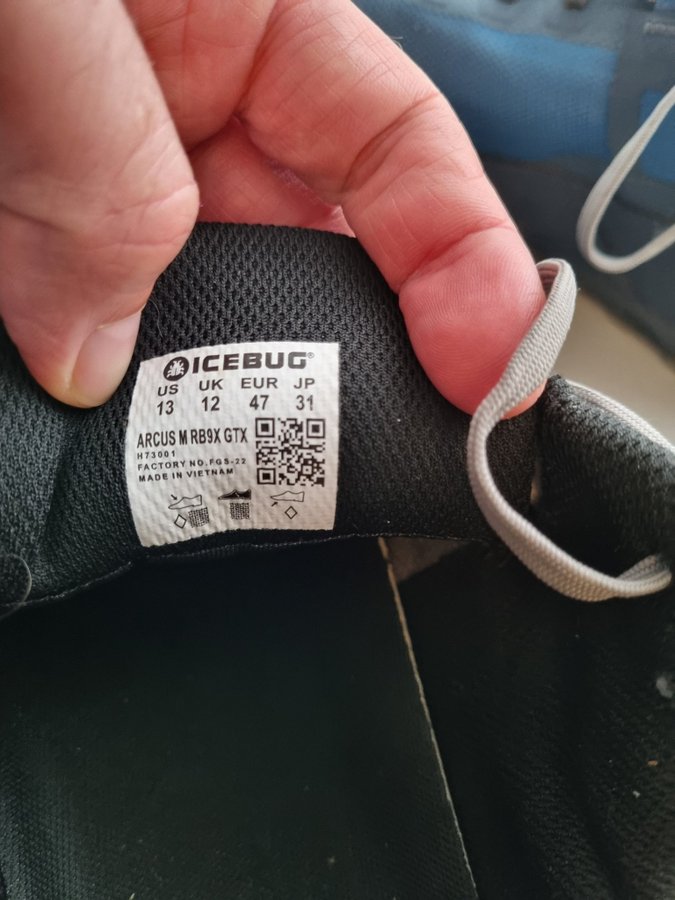 ICEBUG®
US UK EUR JP
13 12 47 31
ARCUS M RB9X GTX
H73001
FACTORY NO.FGS-22
MADE IN VIETNAM